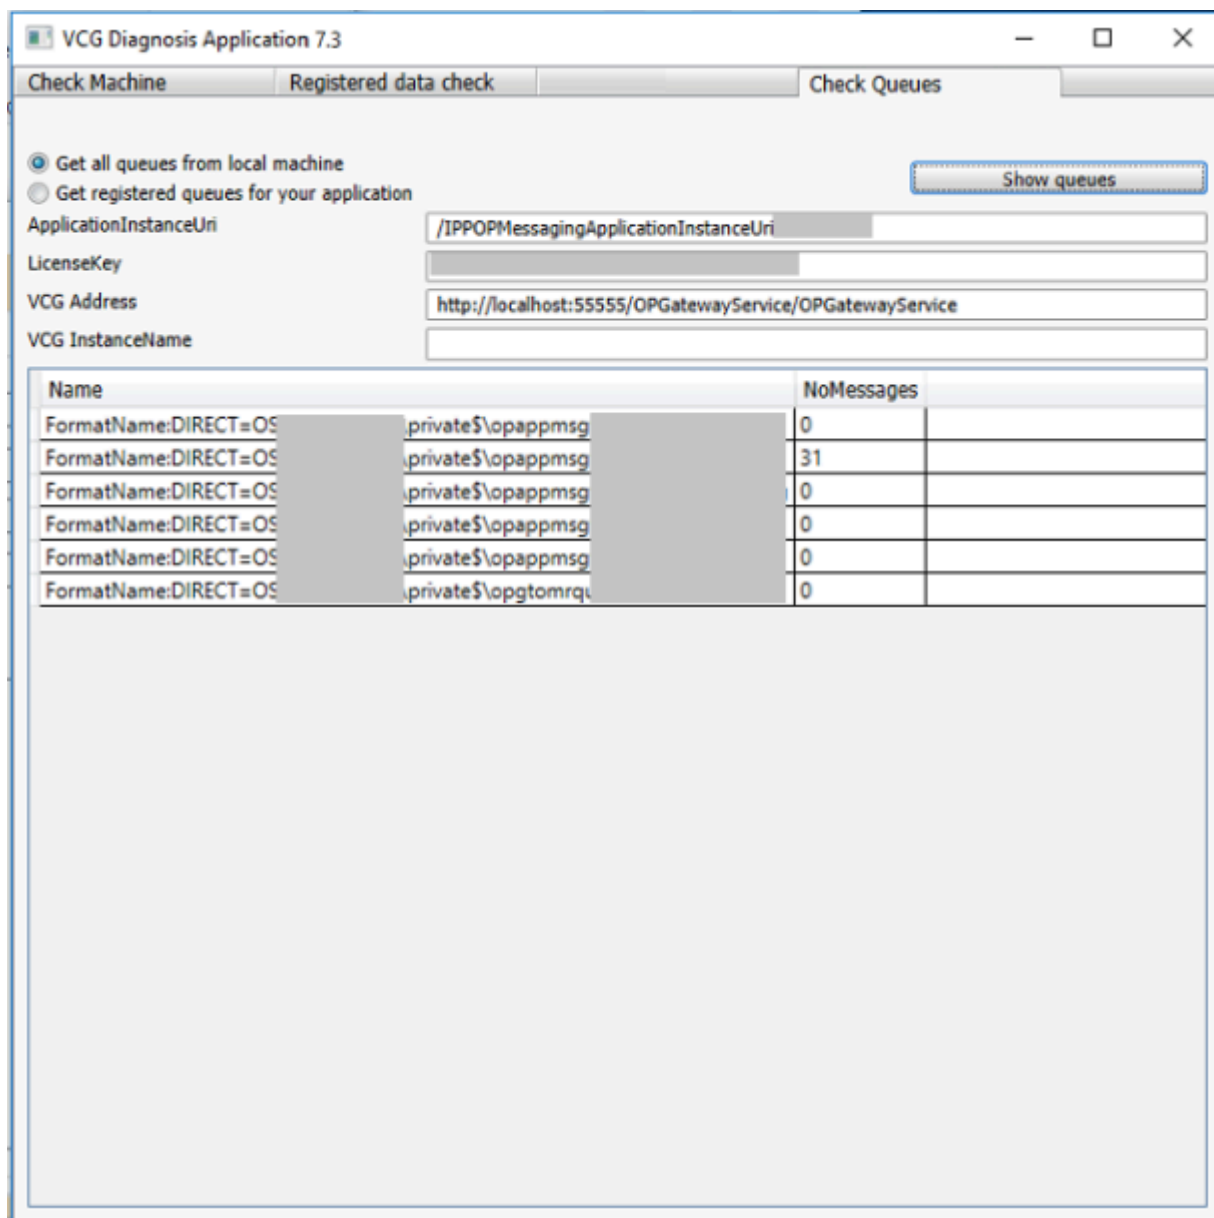 VCG Diagnosis Application 7.3
Check Machine Registered data check Check Queues
Get all queues from local machine
Show queues
Get registered queues for your application
ApplicationInstanceUri /IPPOPMessagingApplicationInstanceUri
LicenseKey
VCG Address http://localhost:55555/OPGatewayService/OPGatewayService
VCG InstanceName
Name NoMessages
FormatName:DIRECT=OS \private$\opappmsg 0
FormatName:DIRECT=OS \private$\opappmsg 31
FormatName:DIRECT=OS \private$\opappmsg 0
FormatName:DIRECT=OS \private$\opappmsg 0
FormatName:DIRECT=OS \private$\opappmsg 0
FormatName:DIRECT=OS \private$\opgtomrqu 0